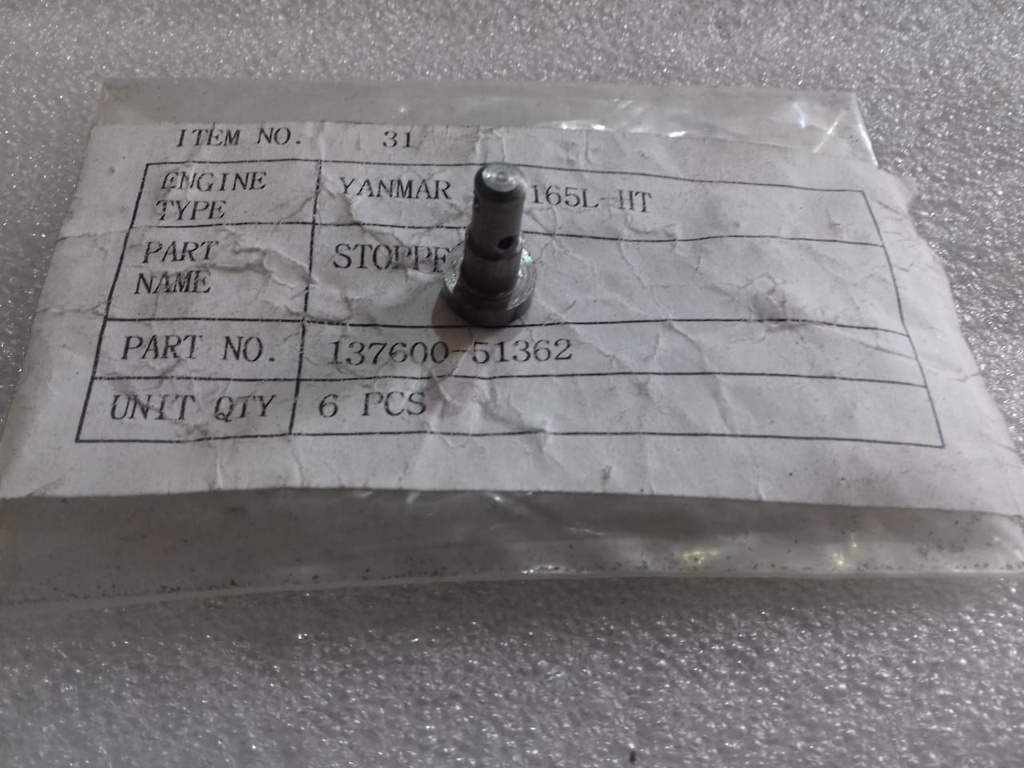 ITEM NO. 31
ENGINE TYPE YANMAR 165L-HT
PART NAME STOPPE
PART NO. 137600-51362
UNIT QTY 6 PCS